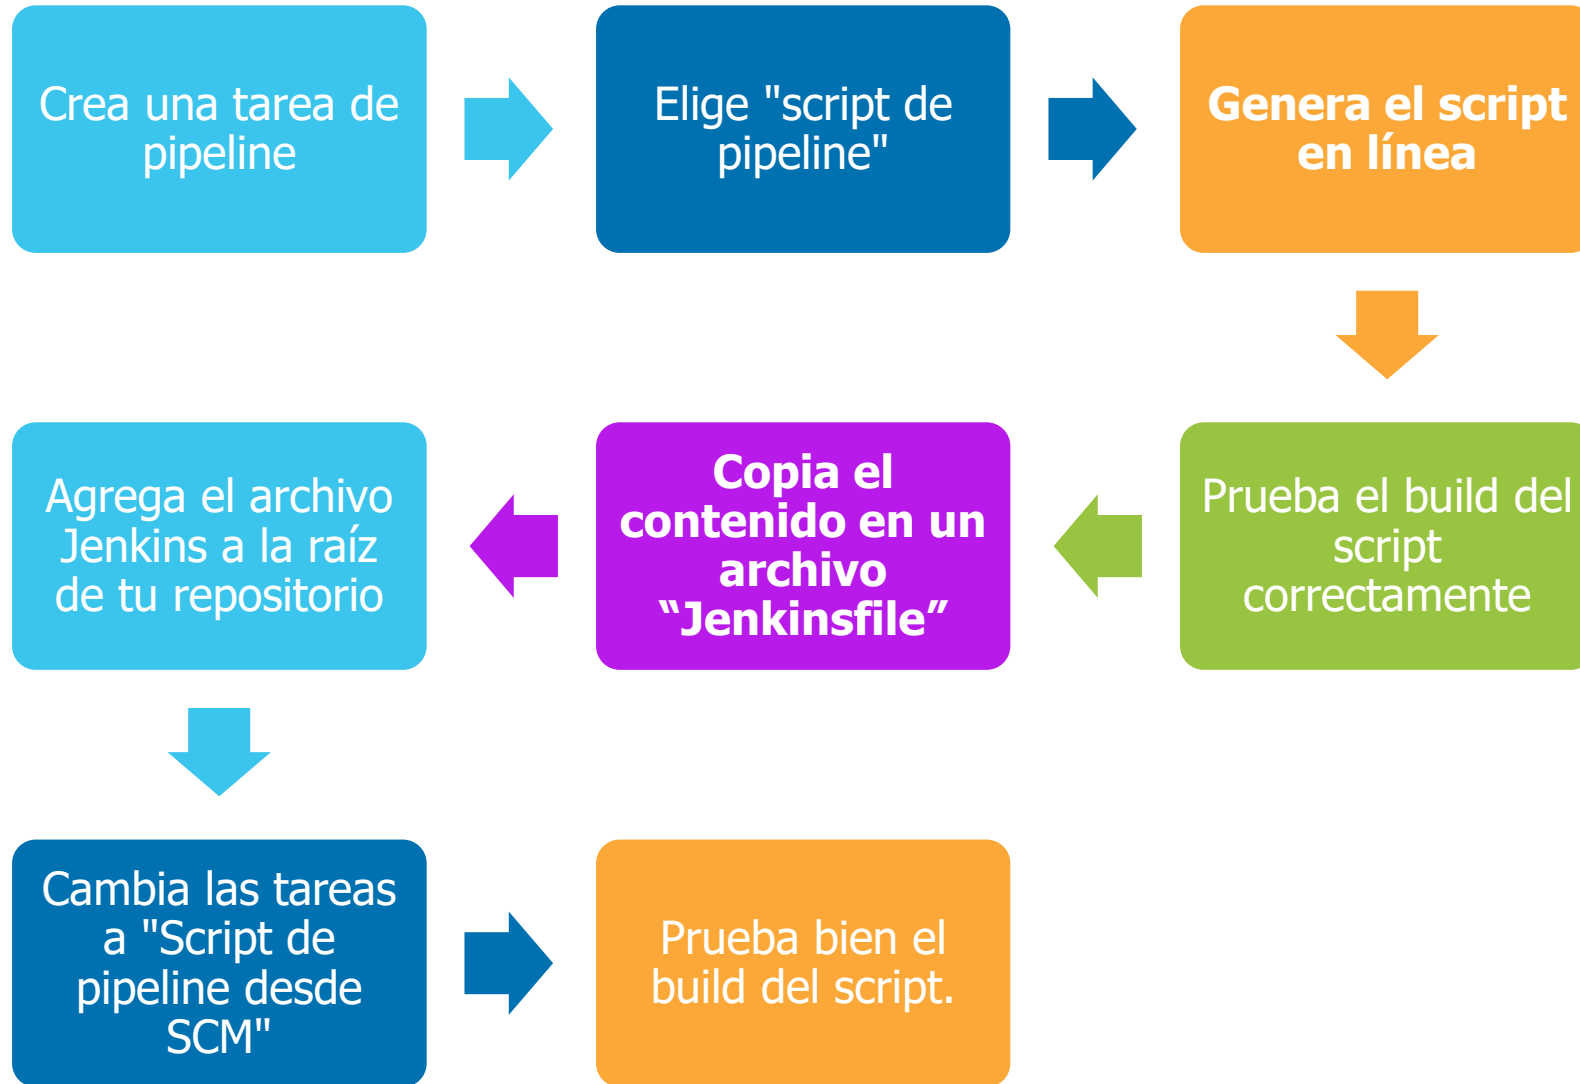 Crea una tarea de
pipeline
Elige "script de
pipeline"
Genera el script
en línea
Prueba el build del
script
correctamente
Copia el
contenido en un
archivo
“Jenkinsfile”
Agrega el archivo
Jenkins a la raíz
de tu repositorio
Cambia las tareas
a "Script de
pipeline desde
SCM"
Prueba bien el
build del script.